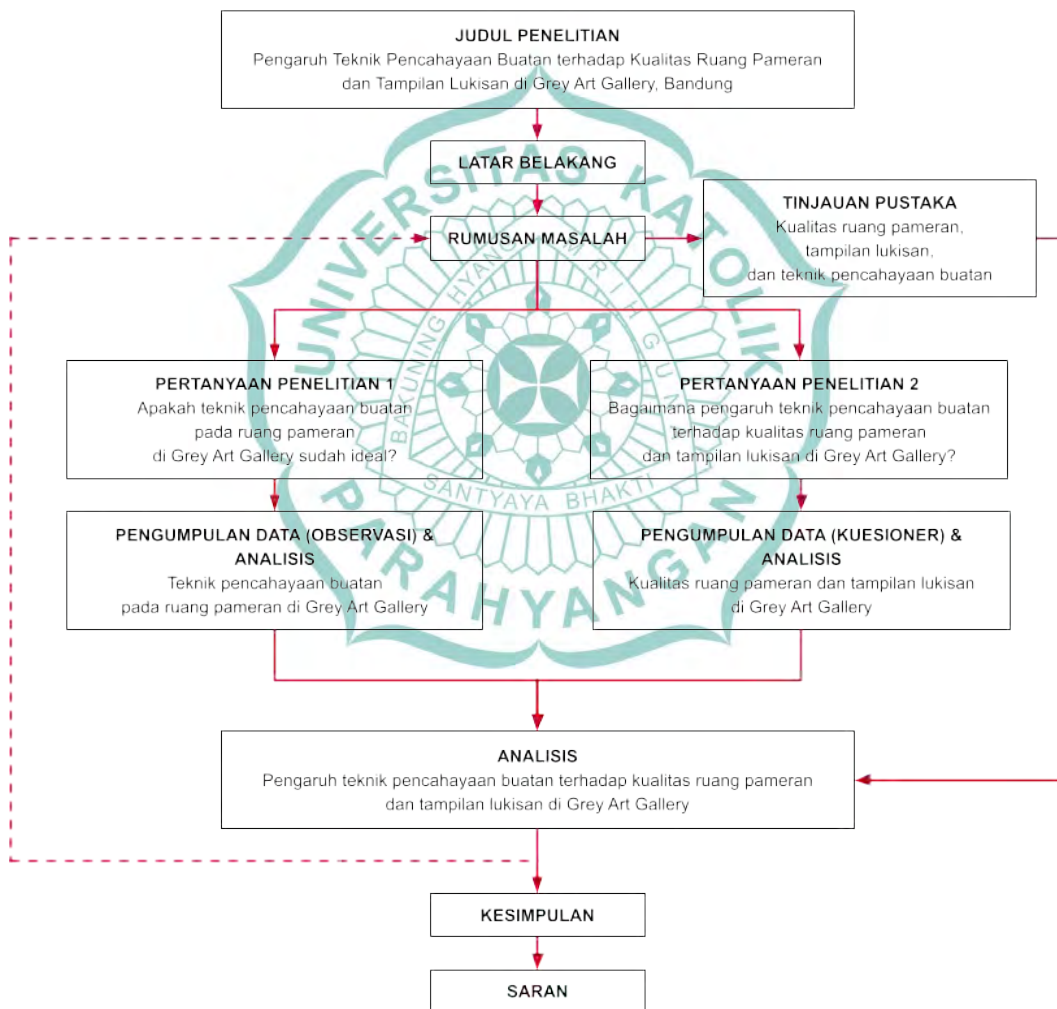 JUDUL PENELITIAN
Pengaruh Teknik Pencahayaan Buatan terhadap Kualitas Ruang Pameran
dan Tampilan Lukisan di Grey Art Gallery, Bandung
LATAR BELAKANG
RUMUSAN MASALAH
TINJAUAN PUSTAKA
Kualitas ruang pameran,
tampilan lukisan,
dan teknik pencahayaan buatan
PERTANYAAN PENELITIAN 1
Apakah teknik pencahayaan buatan
pada ruang pameran
di Grey Art Gallery sudah ideal?
PERTANYAAN PENELITIAN 2
Bagaimana pengaruh teknik pencahayaan buatan
terhadap kualitas ruang pameran
dan tampilan lukisan di Grey Art Gallery?
PENGUMPULAN DATA (OBSERVASI) &
ANALISIS
Teknik pencahayaan buatan
pada ruang pameran di Grey Art Gallery
PENGUMPULAN DATA (KUESIONER) &
ANALISIS
Kualitas ruang pameran dan tampilan lukisan
di Grey Art Gallery
ANALISIS
Pengaruh teknik pencahayaan buatan terhadap kualitas ruang pameran
dan tampilan lukisan di Grey Art Gallery
KESIMPULAN
SARAN
UNIVERSITAS KATOLIK
PARAHYANGAN
BAKUNING HYANG MRIH GUNA
SANTYAYA BHAKTI